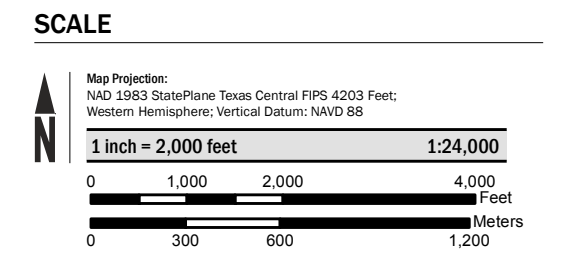 SCALE
Map Projection:
NAD 1983 StatePlane Texas Central FIPS 4203 Feet;
Western Hemisphere; Vertical Datum: NAVD 88
N
1 inch = 2,000 feet 1:24,000
0 1,000 2,000 4,000
Feet
Meters
0 300 600 1,200